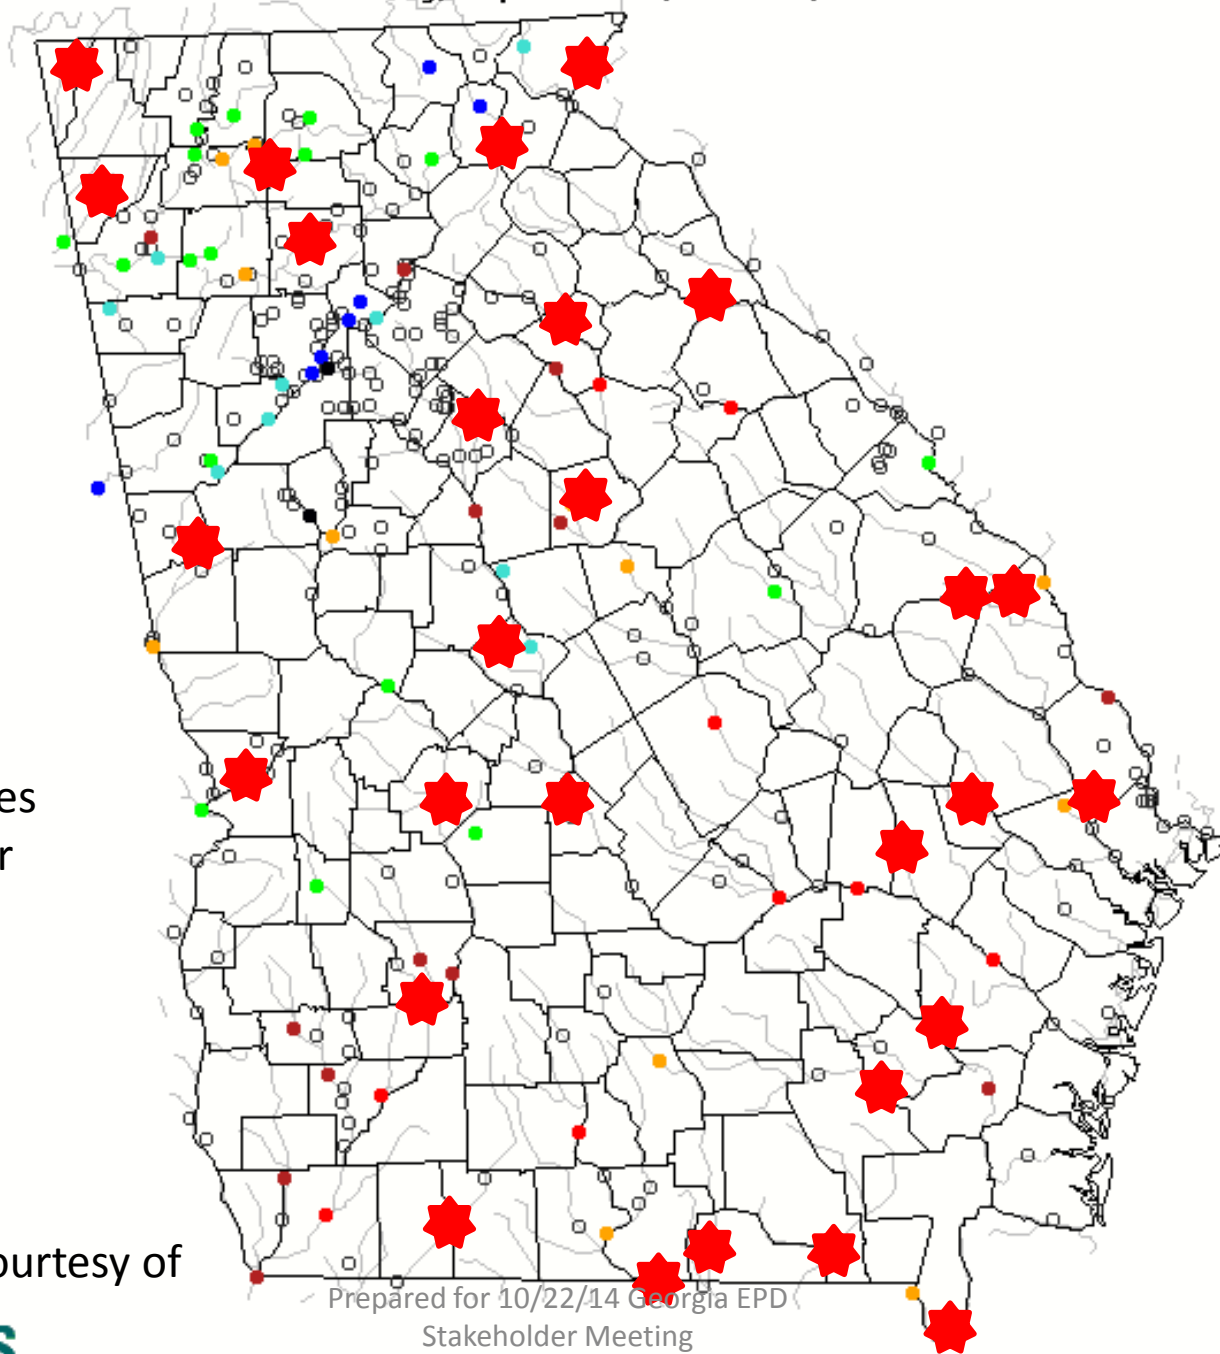 es
r
ourtesy of
s
Prepared for 10/22/14 Georgia EPD
Stakeholder Meeting